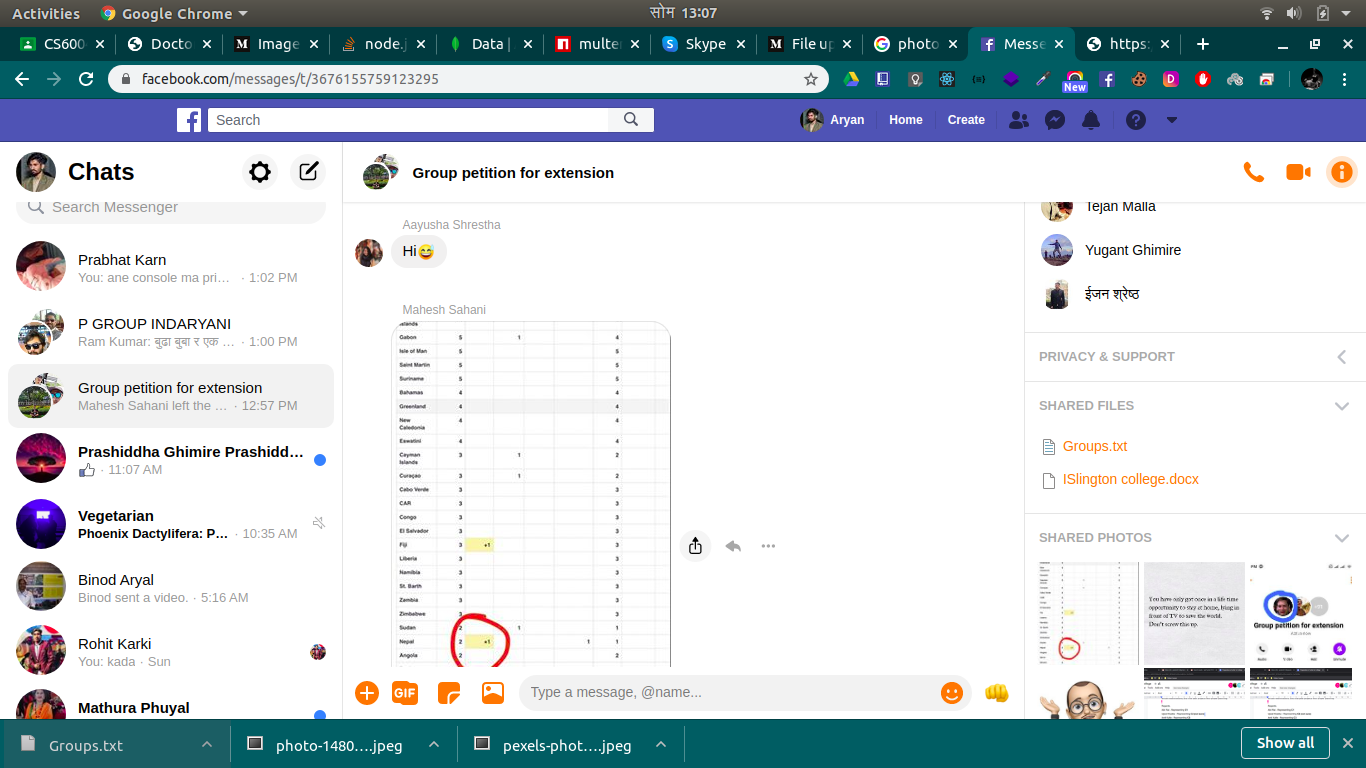 Activities Google Chrome सोम 13:07
CS600 Docto Image node.j Data | multer Skype File up photo Messe https:
facebook.com/messages/t/3676155759123295
New
Search Aryan Home Create
Chats
Search Messenger
Prabhat Karn
You: ane console ma pri… · 1:02 PM
P GROUP INDARYANI
Ram Kumar: बुढा बुबा र एक … · 1:00 PM
Group petition for extension
Mahesh Sahani left the … · 12:57 PM
Prashiddha Ghimire Prashidd…
· 11:07 AM
Vegetarian
Phoenix Dactylifera: P… · 10:35 AM
Binod Aryal
Binod sent a video. · 5:16 AM
Rohit Karki
You: kada · Sun
Mathura Phuyal
Group petition for extension
Aayusha Shrestha
Hi😅
Mahesh Sahani
Islands
Gabon 5 1 4
Isle of Man 5 5
Saint Martin 5 5
Suriname 5 5
Bahamas 4 4
Greenland 4 4
New 4 4
Caledonia
Eswatini 4 4
Cayman 3 1 2
Islands
Curaçao 3 1 2
Cabo Verde 3 3
CAR 3 3
Congo 3 3
El Salvador 3 3
Fiji 3 +1 3
Liberia 3 3
Namibia 3 3
St. Barth 3 3
Zambia 3 3
Zimbabwe 3 3
Sudan 2 1 1
Nepal 2 +1 1 1
Angola 2 2
GIF Type a message, @name...
Tejan Malla
Yugant Ghimire
ईजन श्रेष्ठ
PRIVACY & SUPPORT
SHARED FILES
Groups.txt
ISlington college.docx
SHARED PHOTOS
You have only got once in a life time
opportunity to stay at home, bing in
front of TV to save the world.
Don't screw this up.
Group petition for extension
Groups.txt photo-1480….jpeg pexels-phot….jpeg Show all